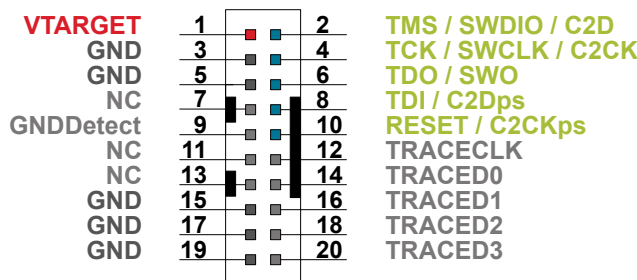 VTARGET 1 2 TMS / SWDIO / C2D
GND 3 4 TCK / SWCLK / C2CK
GND 5 6 TDO / SWO
NC 7 8 TDI / C2Dps
GNDDetect 9 10 RESET / C2CKps
NC 11 12 TRACECLK
NC 13 14 TRACED0
GND 15 16 TRACED1
GND 17 18 TRACED2
GND 19 20 TRACED3